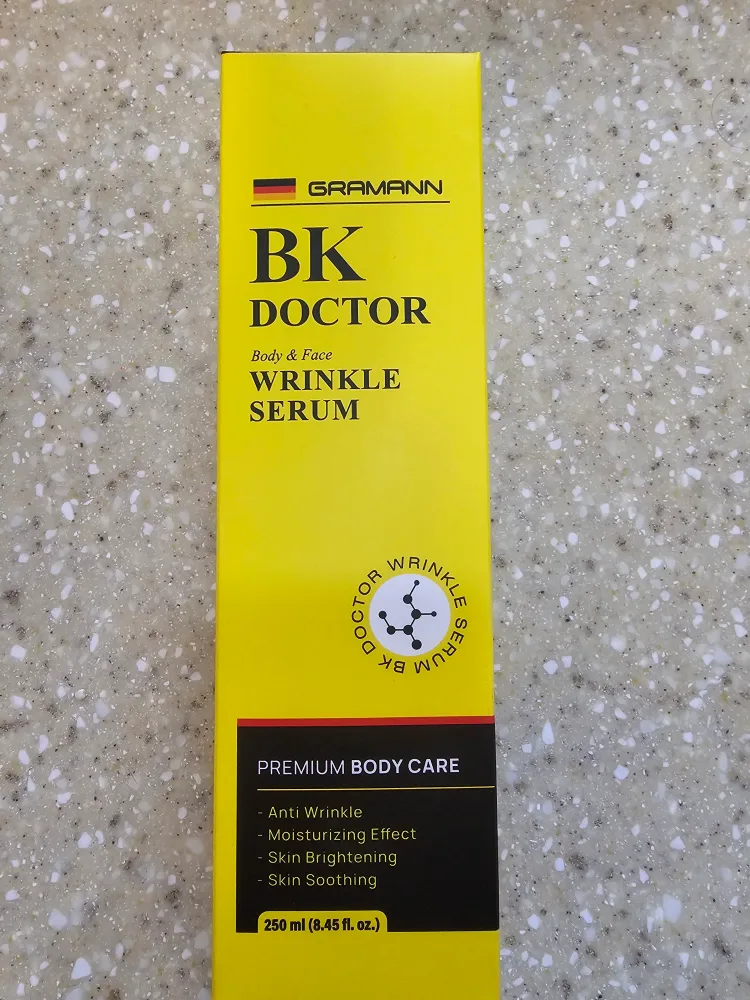 GRAMANN
BK
DOCTOR
Body & Face
WRINKLE
SERUM
BK DOCTOR WRINKLE SERUM
PREMIUM BODY CARE
- Anti Wrinkle
- Moisturizing Effect
- Skin Brightening
- Skin Soothing
250 ml (8.45 fl. oz.)